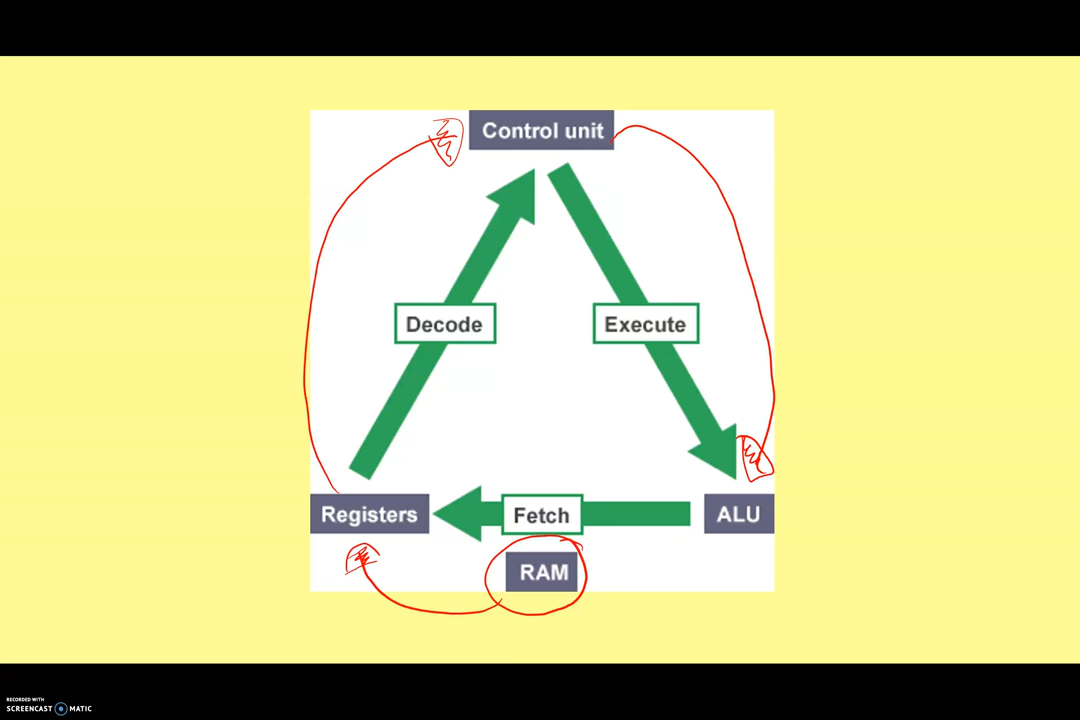 Control unit
Decode
Execute
Registers
Fetch
ALU
RAM
RECORDED WITH
SCREENCAST MATIC